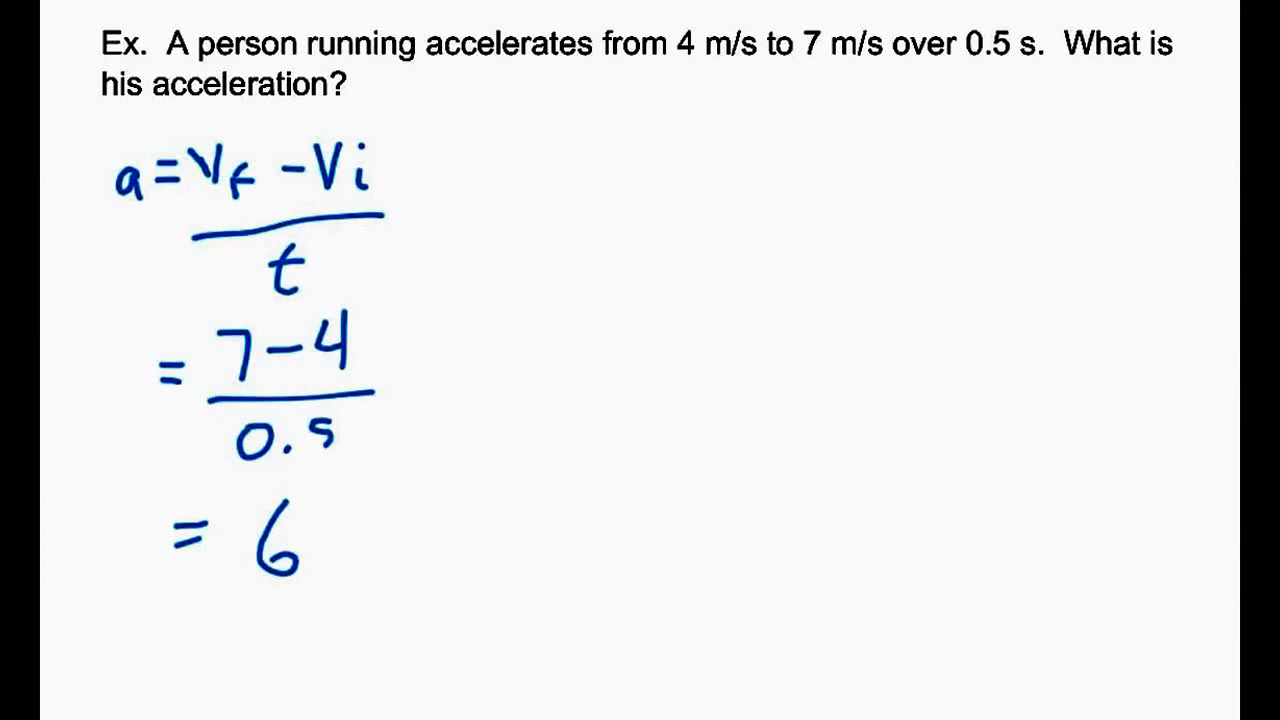 Ex.  A person running accelerates from 4 m/s to 7 m/s over 0.5 s.  What is
his acceleration?
a = Vf - Vi
t
= 7 - 4
0.5
= 6